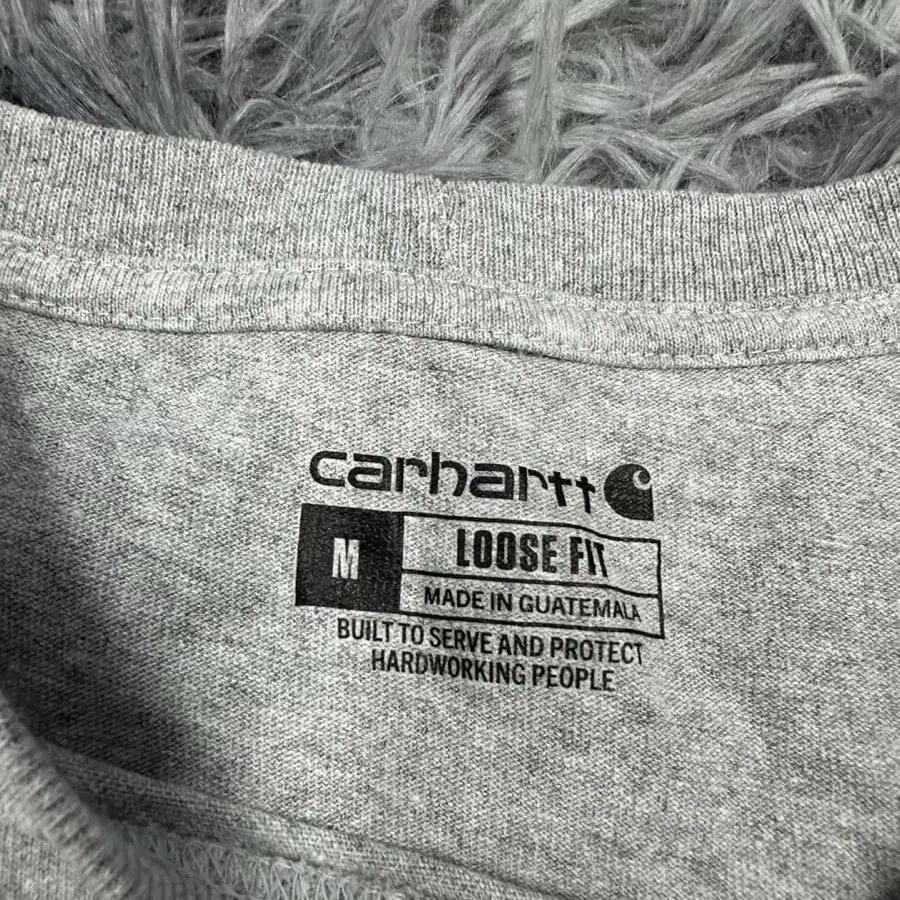 carhartt
M
LOOSE FIT
MADE IN GUATEMALA
BUILT TO SERVE AND PROTECT
HARDWORKING PEOPLE